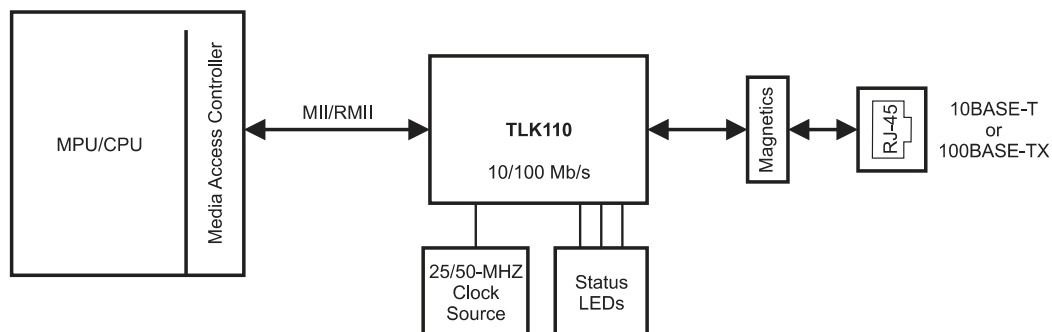 MPU/CPU
Media Access Controller
MII/RMII
TLK110
10/100 Mb/s
25/50-MHZ
Clock
Source
Status
LEDs
Magnetics
RJ-45
10BASE-T
or
100BASE-TX